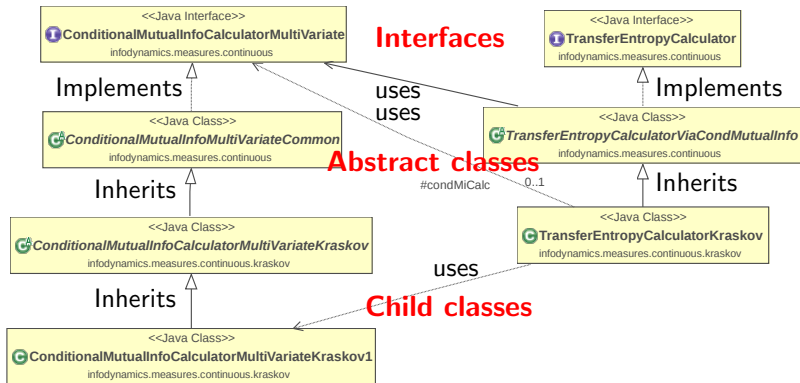 <<Java Interface>>
ConditionalMutualInfoCalculatorMultiVariate
infodynamics.measures.continuous
Interfaces
<<Java Interface>>
TransferEntropyCalculator
infodynamics.measures.continuous
Implements
uses
uses
Implements
<<Java Class>>
ConditionalMutualInfoMultiVariateCommon
infodynamics.measures.continuous
<<Java Class>>
TransferEntropyCalculatorViaCondMutualInfo
infodynamics.measures.continuous
Abstract classes
#condMiCalc
0..1
Inherits
Inherits
<<Java Class>>
ConditionalMutualInfoCalculatorMultiVariateKraskov
infodynamics.measures.continuous.kraskov
<<Java Class>>
TransferEntropyCalculatorKraskov
infodynamics.measures.continuous.kraskov
uses
Inherits
Child classes
<<Java Class>>
ConditionalMutualInfoCalculatorMultiVariateKraskov1
infodynamics.measures.continuous.kraskov